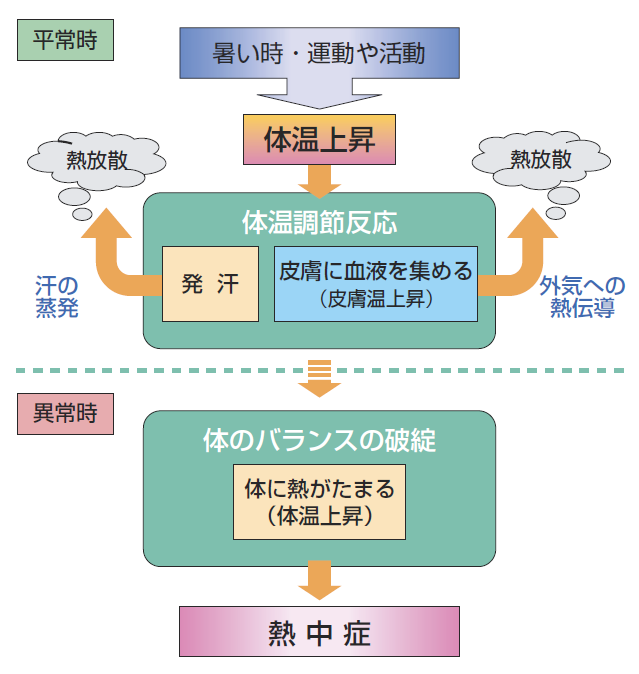 平常時
暑い時・運動や活動
体温上昇
熱放散
熱放散
体温調節反応
発 汗
皮膚に血液を集める
（皮膚温上昇）
汗の
蒸発
外気への
熱伝導
異常時
体のバランスの破綻
体に熱がたまる
（体温上昇）
熱 中 症